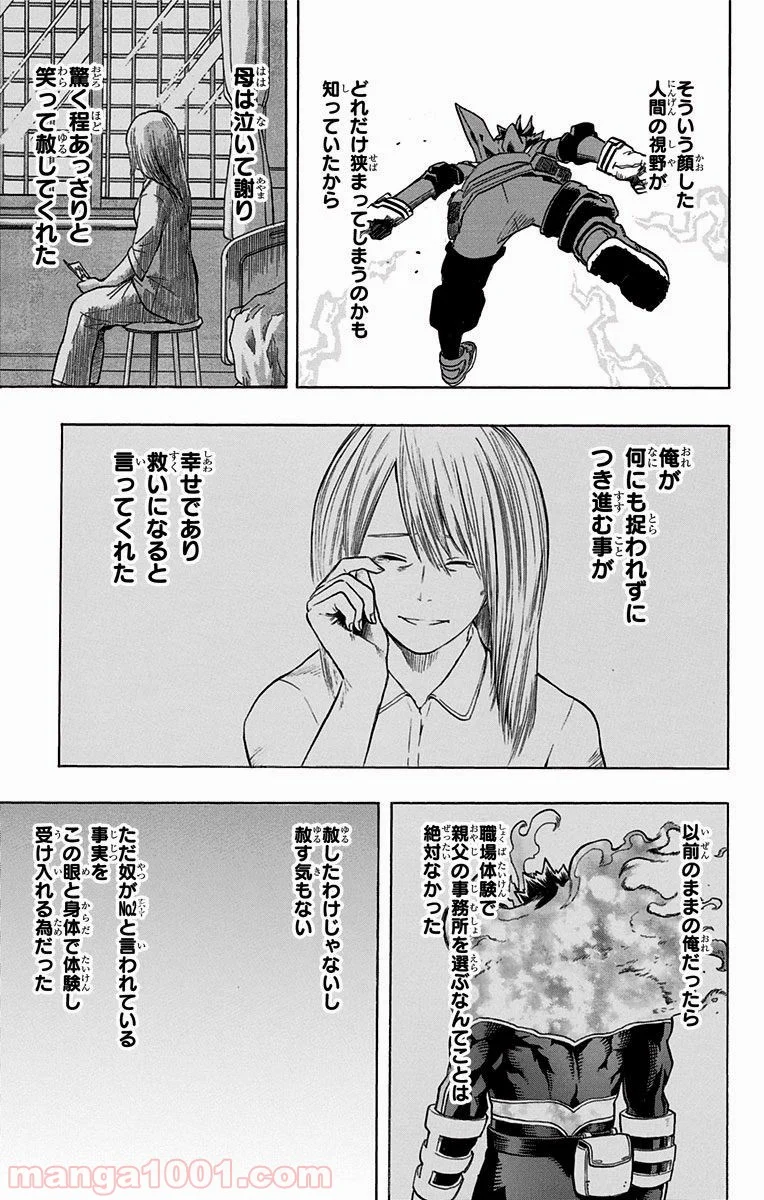 そういう顔した
人間の視野が
どれだけ狭まってしまうのかも
知っていたから
母は泣いて謝り
驚く程あっさりと
笑って赦してくれた
俺が
何にも捉われずに
つき進む事が
幸せであり
救いになると
言ってくれた
以前のままの俺だったら
職場体験で
親父の事務所を選ぶなんてことは
絶対なかった
赦したわけじゃないし
赦す気もない
ただ奴がNo.2と言われている
事実を
この眼と身体で体験し
受け入れる為だった
manga1001.com